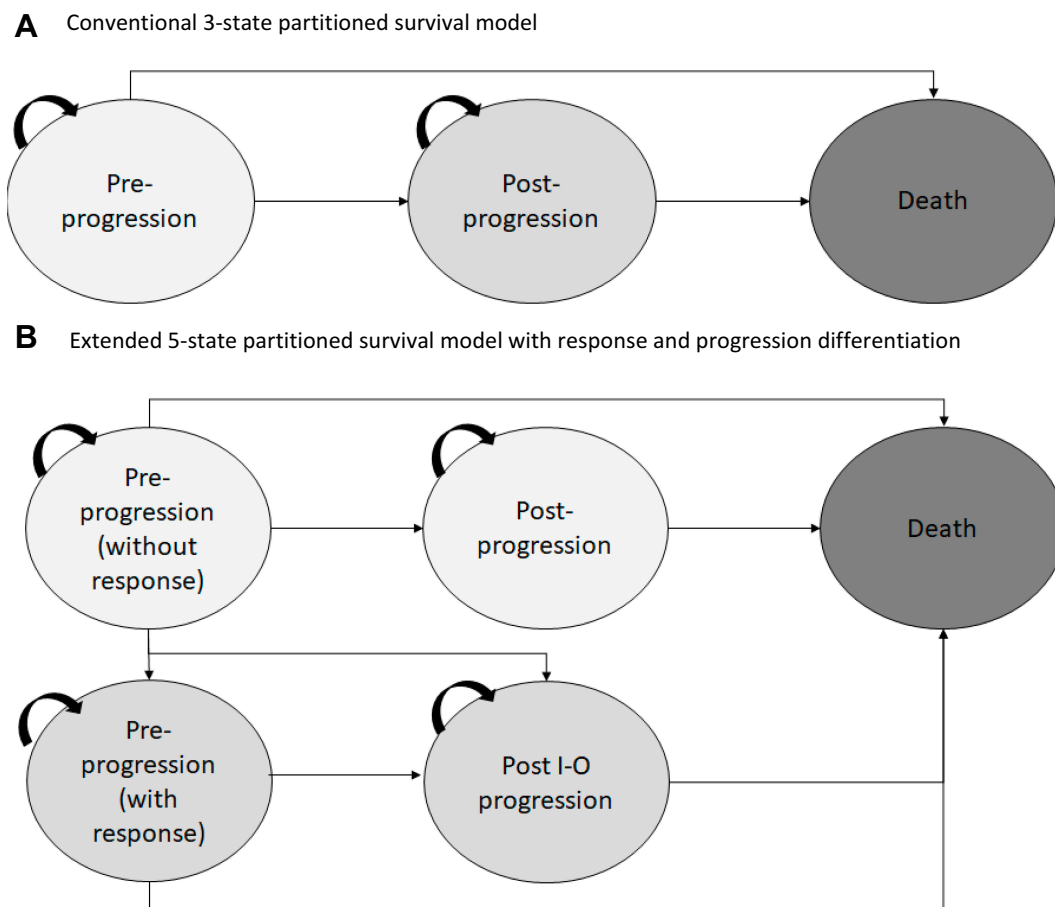 A Conventional 3-state partitioned survival model
Pre-
progression
Post-
progression
Death
B Extended 5-state partitioned survival model with response and progression differentiation
Pre-
progression
(without
response)
Post-
progression
Death
Pre-
progression
(with
response)
Post I-O
progression